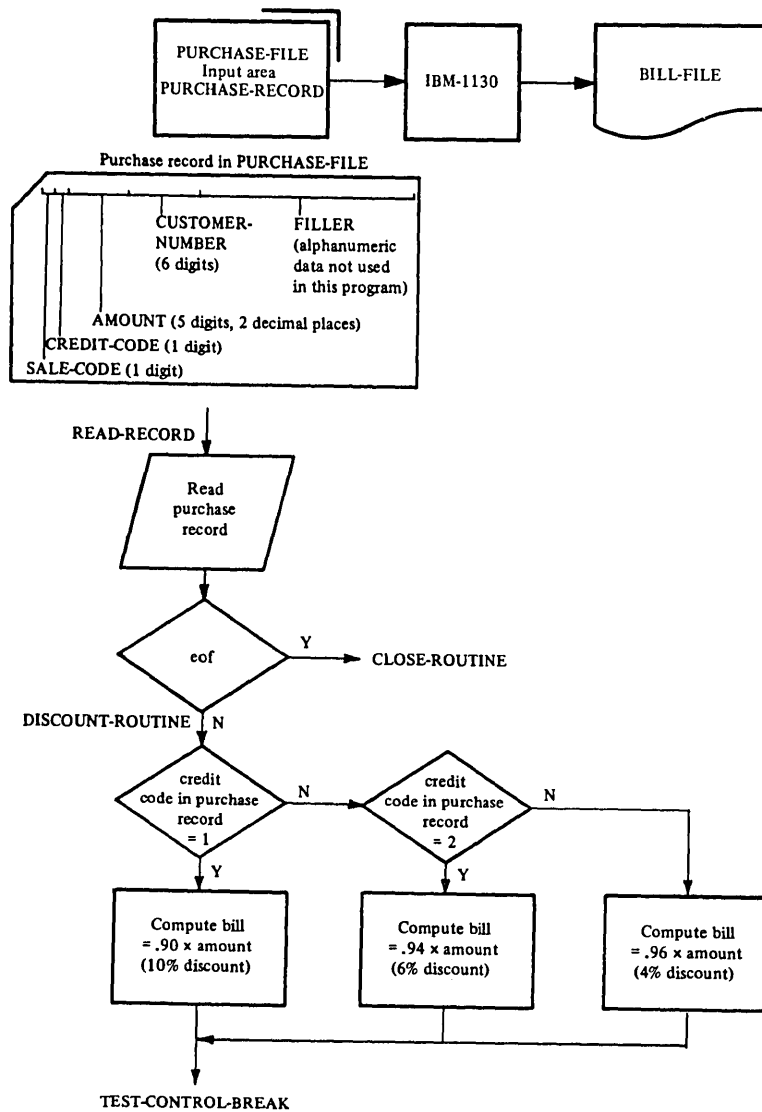 PURCHASE-FILE
Input area
PURCHASE-RECORD
IBM-1130
BILL-FILE
Purchase record in PURCHASE-FILE
CUSTOMER-
NUMBER
(6 digits)
FILLER
(alphanumeric
data not used
in this program)
AMOUNT (5 digits, 2 decimal places)
CREDIT-CODE (1 digit)
SALE-CODE (1 digit)
READ-RECORD
Read
purchase
record
eof
Y
CLOSE-ROUTINE
DISCOUNT-ROUTINE
N
credit
code in purchase
record
= 1
N
credit
code in purchase
record
= 2
N
Y
Y
Compute bill
= .90 × amount
(10% discount)
Compute bill
= .94 × amount
(6% discount)
Compute bill
= .96 × amount
(4% discount)
TEST-CONTROL-BREAK